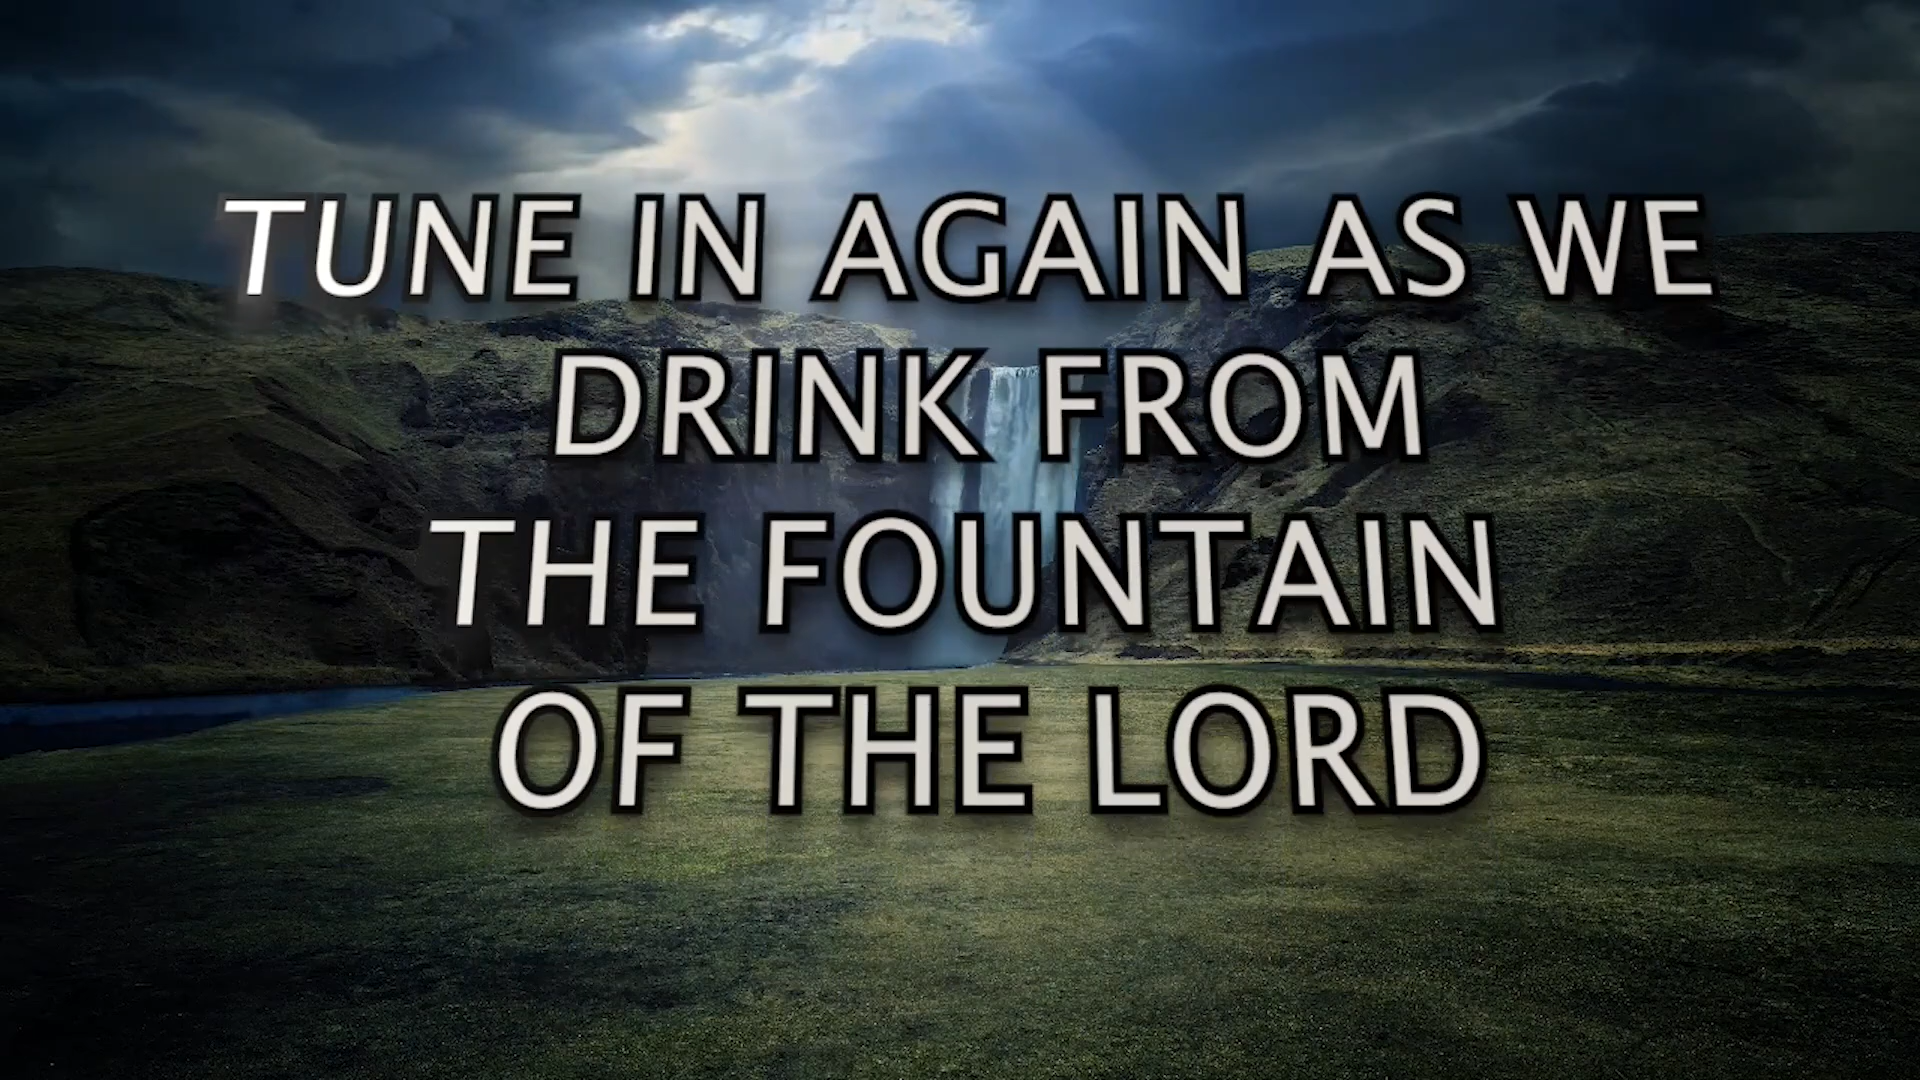 TUNE IN AGAIN AS WE
DRINK FROM
THE FOUNTAIN
OF THE LORD